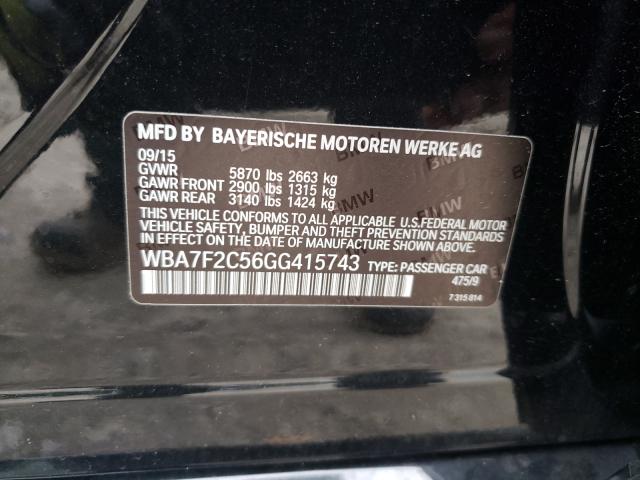 MFD BY BAYERISCHE MOTOREN WERKE AG
09/15
GVWR 5870 lbs 2663 kg
GAWR FRONT 2900 lbs 1315 kg
GAWR REAR 3140 lbs 1424 kg
THIS VEHICLE CONFORMS TO ALL APPLICABLE U.S.FEDERAL MOTOR
VEHICLE SAFETY, BUMPER AND THEFT PREVENTION STANDARDS
IN EFFECT ON THE DATE OF MANUFACTURE SHOWN ABOVE.
WBA7F2C56GG415743 TYPE: PASSENGER CAR
475/9
7 315 814